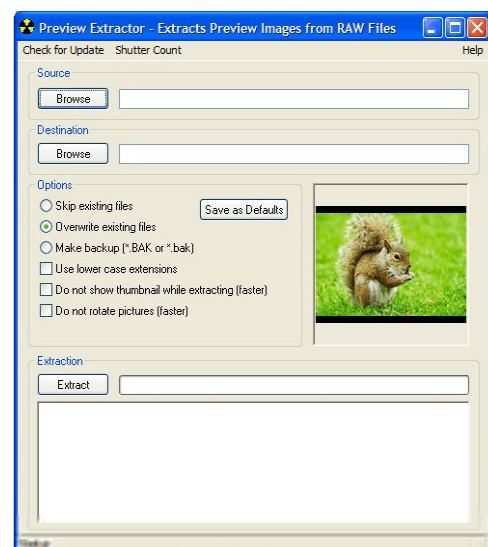 Preview Extractor - Extracts Preview Images from RAW Files
Check for Update Shutter Count Help
Source
Browse
Destination
Browse
Options
Skip existing files
Save as Defaults
Overwrite existing files
Make backup (*.BAK or *.bak)
Use lower case extensions
Do not show thumbnail while extracting (faster)
Do not rotate pictures (faster)
Extraction
Extract